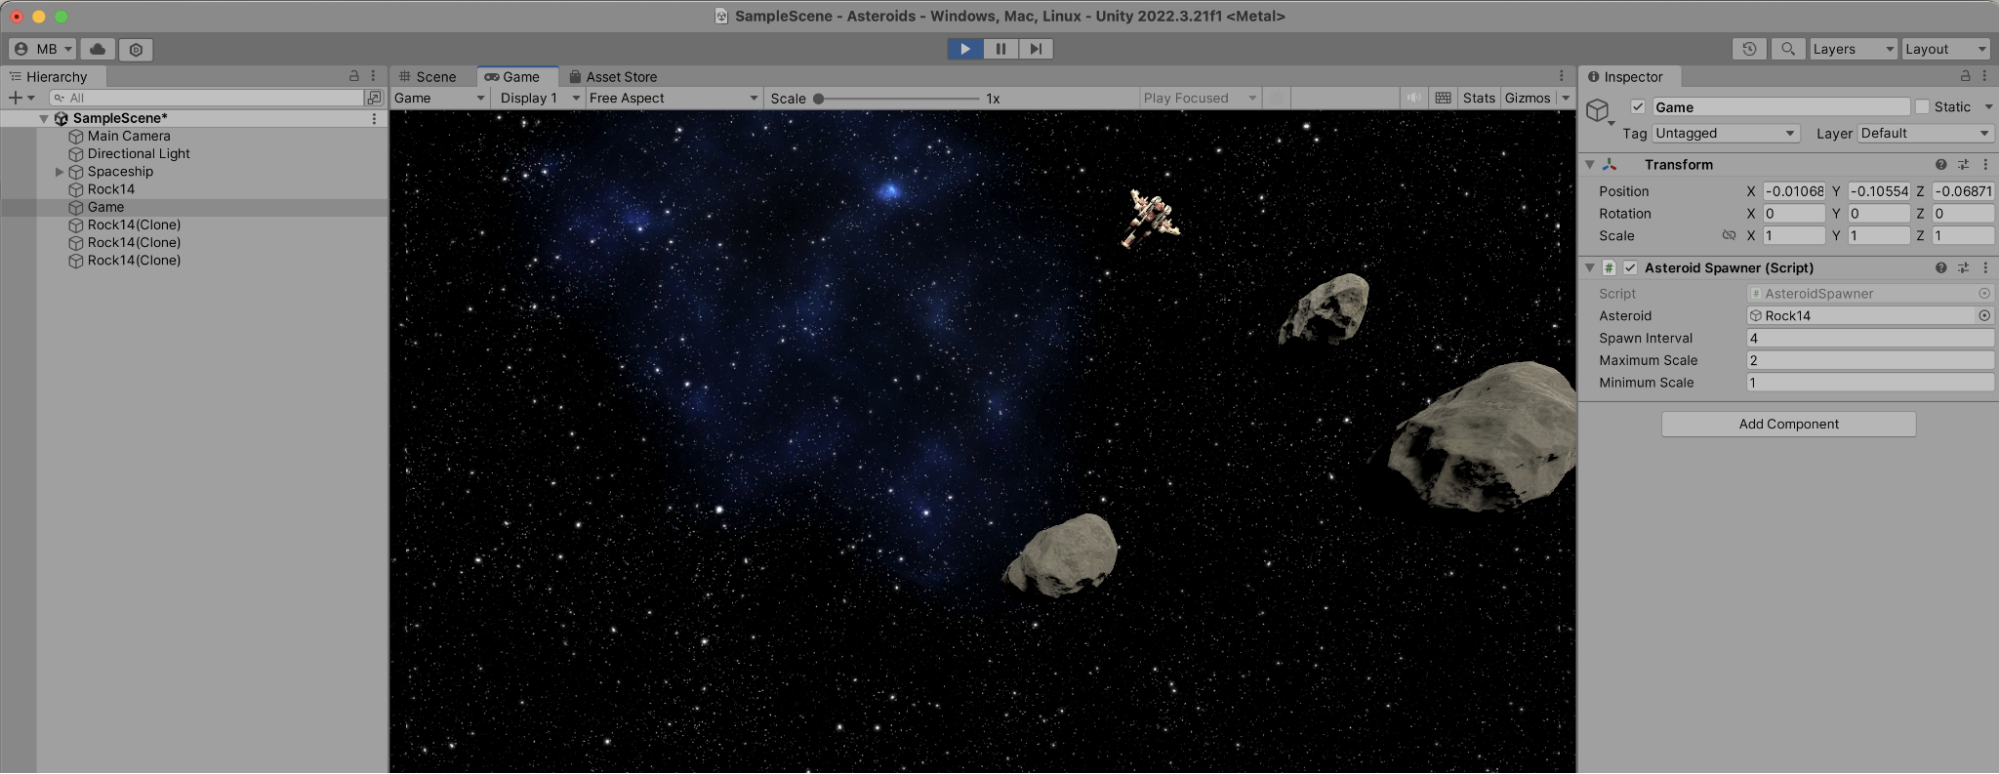 SampleScene - Asteroids - Windows, Mac, Linux - Unity 2022.3.21f1 <Metal>
MB
Layers
Layout
Hierarchy
All
SampleScene*
Main Camera
Directional Light
Spaceship
Rock14
Game
Rock14(Clone)
Rock14(Clone)
Rock14(Clone)
Scene Game Asset Store
Game Display 1 Free Aspect Scale 1x Play Focused Stats Gizmos
Inspector
Game Static
Tag Untagged Layer Default
Transform
Position X -0.01068 Y -0.10554 Z -0.06871
Rotation X 0 Y 0 Z 0
Scale X 1 Y 1 Z 1
# Asteroid Spawner (Script)
Script # AsteroidSpawner
Asteroid Rock14
Spawn Interval 4
Maximum Scale 2
Minimum Scale 1
Add Component